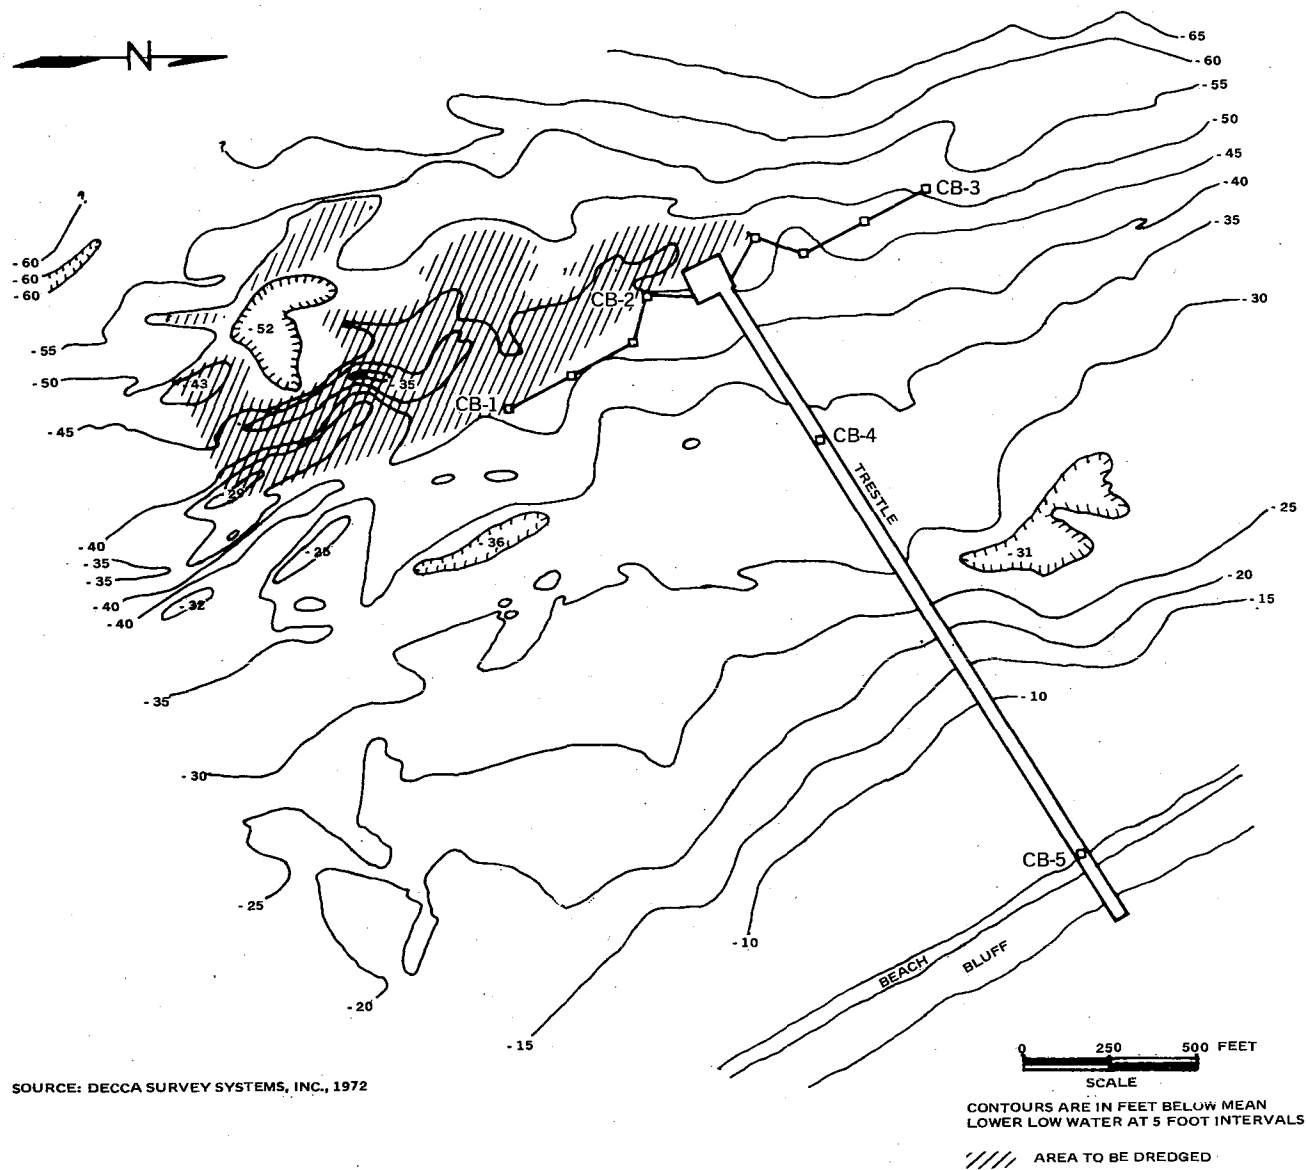 N
- 65
- 60
- 55
- 50
- 45
- 40
- 35
- 30
- 25
- 20
- 15
- 10
?
?
CB-3
- 60
- 60
- 60
- 52
CB-2
- 55
- 50
- 43
- 35
CB-1
- 45
CB-4
TRESTLE
- 29
- 36
- 31
- 25
- 40
- 35
- 35
- 40
- 32
- 40
- 35
- 30
CB-5
- 25
- 10
BEACH
BLUFF
- 20
- 15
0 250 500 FEET
SCALE
SOURCE: DECCA SURVEY SYSTEMS, INC., 1972
CONTOURS ARE IN FEET BELOW MEAN
LOWER LOW WATER AT 5 FOOT INTERVALS
AREA TO BE DREDGED